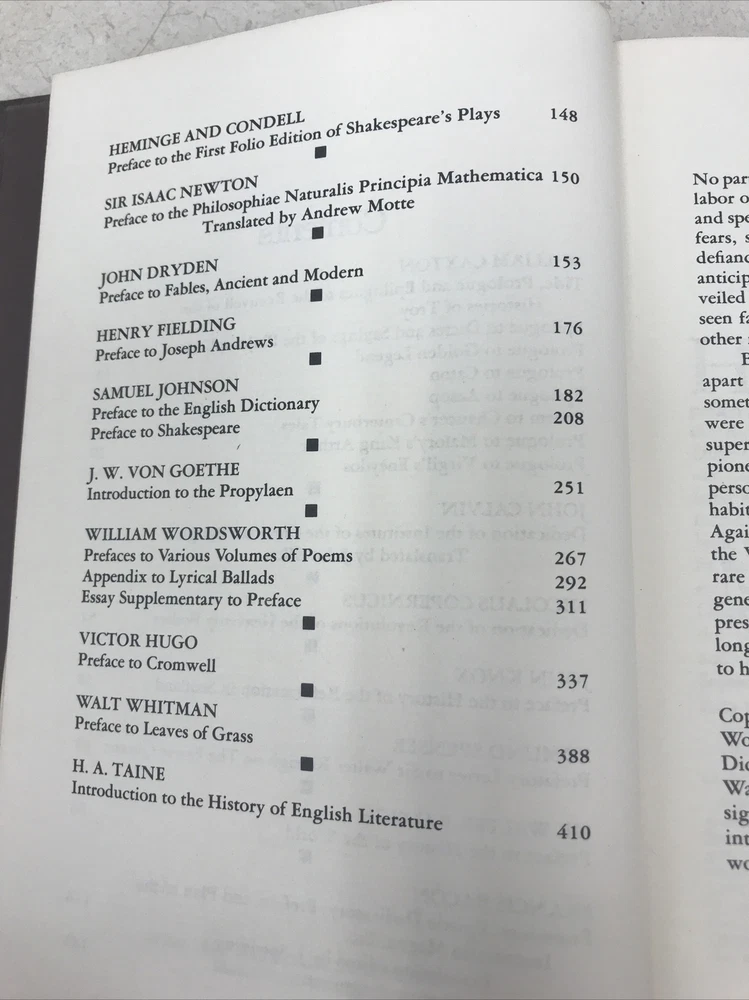 HEMINGE AND CONDELL
Preface to the First Folio Edition of Shakespeare's Plays 148
SIR ISAAC NEWTON
Preface to the Philosophiae Naturalis Principia Mathematica 150
Translated by Andrew Motte
JOHN DRYDEN 153
Preface to Fables, Ancient and Modern
HENRY FIELDING 176
Preface to Joseph Andrews
SAMUEL JOHNSON
Preface to the English Dictionary 182
Preface to Shakespeare 208
J. W. VON GOETHE
Introduction to the Propylaen 251
WILLIAM WORDSWORTH
Prefaces to Various Volumes of Poems 267
Appendix to Lyrical Ballads 292
Essay Supplementary to Preface 311
VICTOR HUGO
Preface to Cromwell 337
WALT WHITMAN
Preface to Leaves of Grass 388
H. A. TAINE
Introduction to the History of English Literature 410
No par
labor o
and spe
fears, s
defianc
anticip
veiled
seen fa
other
E
apart
somet
were
super
pione
perso
habit
Agai
the
rare
gene
pres
long
to h
Cop
Wo
Dic
Wa
sig
int
wo